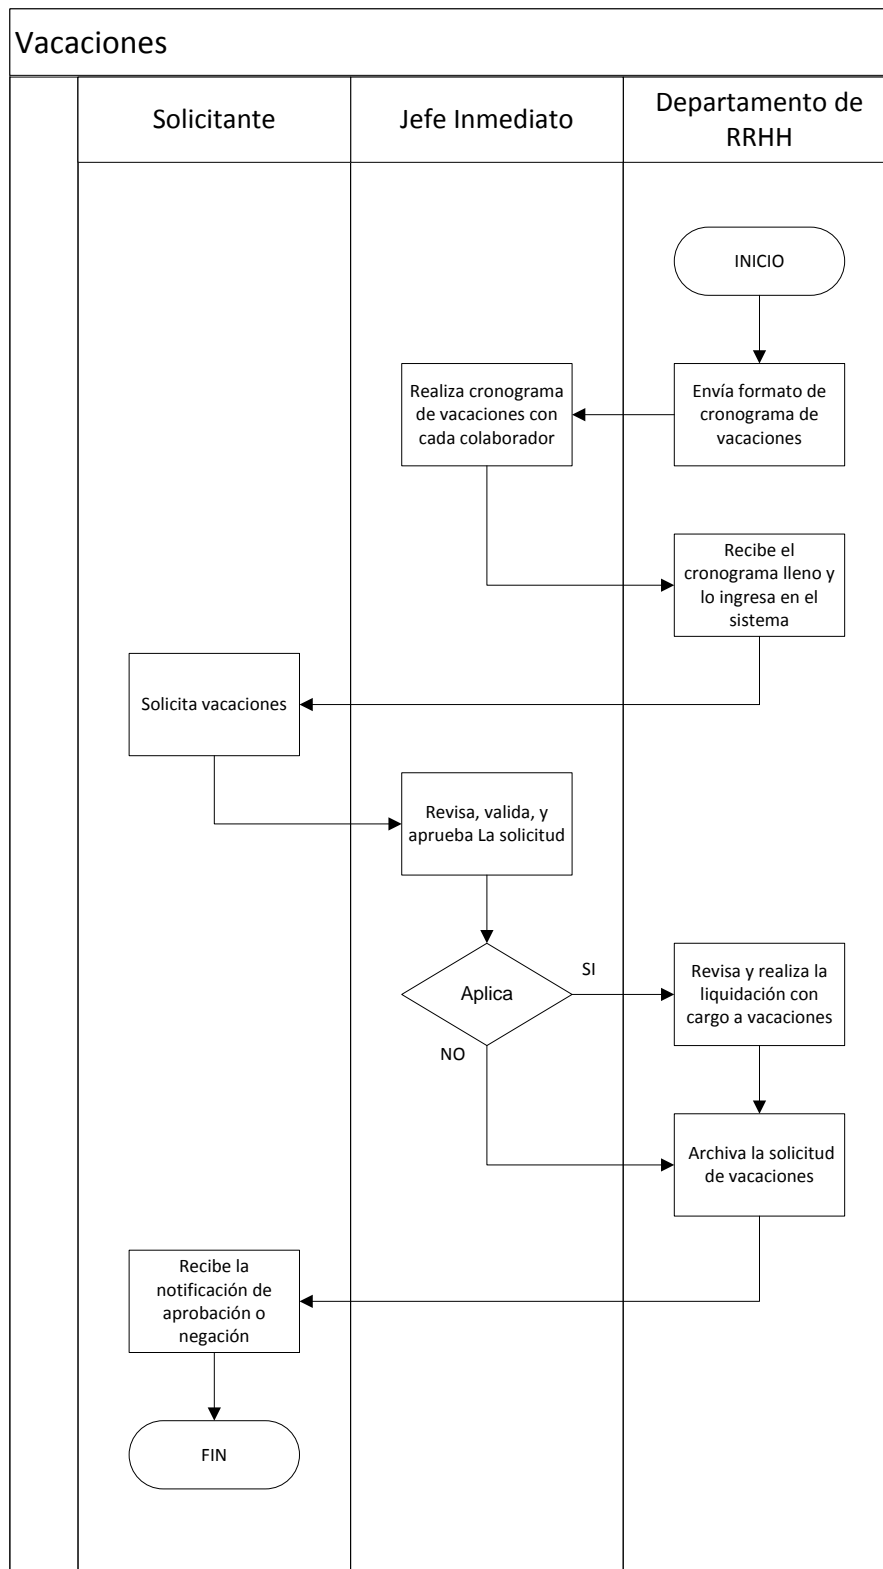 Vacaciones
Solicitante
Jefe Inmediato
Departamento de
RRHH
INICIO
Realiza cronograma
de vacaciones con
cada colaborador
Envía formato de
cronograma de
vacaciones
Recibe el
cronograma lleno y
lo ingresa en el
sistema
Solicita vacaciones
Revisa, valida, y
aprueba La solicitud
Aplica
SI
NO
Revisa y realiza la
liquidación con
cargo a vacaciones
Archiva la solicitud
de vacaciones
Recibe la
notificación de
aprobación o
negación
FIN